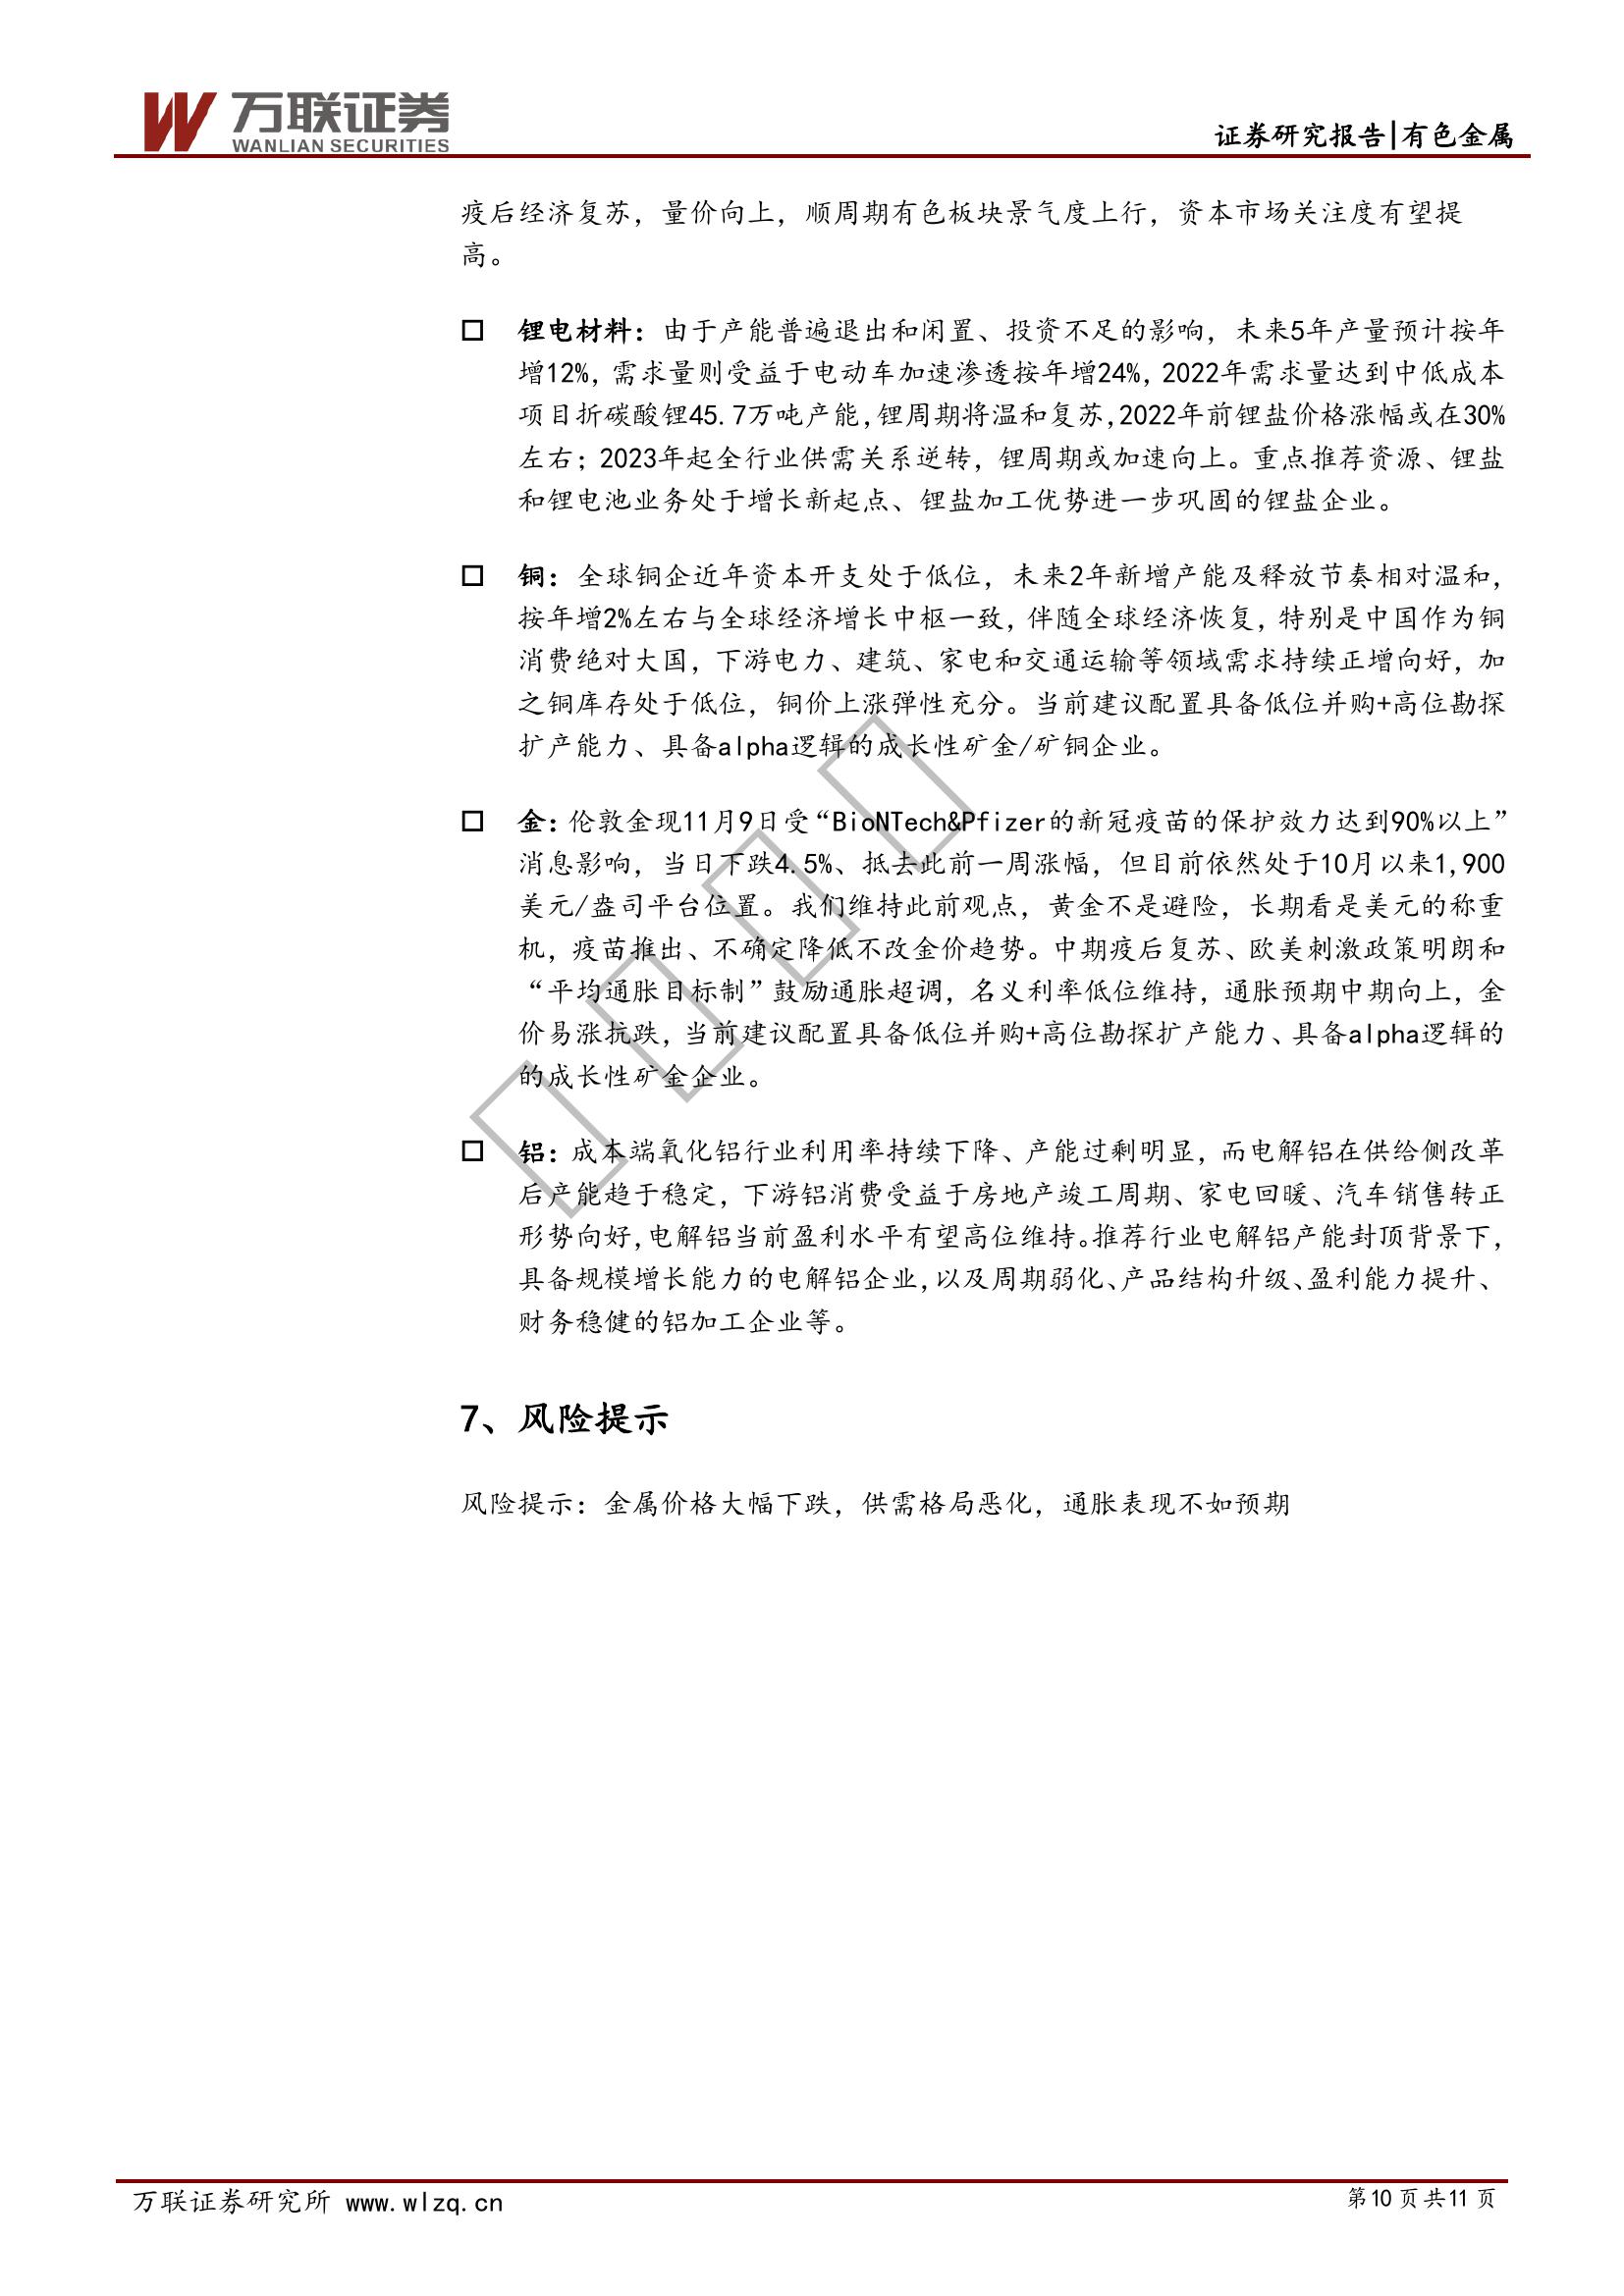 万联证券
WANLIAN SECURITIES
证券研究报告|有色金属
疫后经济复苏，量价向上，顺周期有色板块景气度上行，资本市场关注度有望提
高。
锂电材料：由于产能普遍退出和闲置、投资不足的影响，未来5年产量预计按年
增12%，需求量则受益于电动车加速渗透按年增24%，2022年需求量达到中低成本
项目折碳酸锂45.7万吨产能，锂周期将温和复苏，2022年前锂盐价格涨幅或在30%
左右；2023年起全行业供需关系逆转，锂周期或加速向上。重点推荐资源、锂盐
和锂电池业务处于增长新起点、锂盐加工优势进一步巩固的锂盐企业。
铜：全球铜企近年资本开支处于低位，未来2年新增产能及释放节奏相对温和，
按年增2%左右与全球经济增长中枢一致，伴随全球经济恢复，特别是中国作为铜
消费绝对大国，下游电力、建筑、家电和交通运输等领域需求持续正增向好，加
之铜库存处于低位，铜价上涨弹性充分。当前建议配置具备低位并购+高位勘探
扩产能力、具备alpha逻辑的成长性矿金/矿铜企业。
金：伦敦金现11月9日受“BioNTech&Pfizer的新冠疫苗的保护效力达到90%以上”
消息影响，当日下跌4.5%、抵去此前一周涨幅，但目前依然处于10月以来1,900
美元/盎司平台位置。我们维持此前观点，黄金不是避险，长期看是美元的称重
机，疫苗推出、不确定降低不改金价趋势。中期疫后复苏、欧美刺激政策明朗和
“平均通胀目标制”鼓励通胀超调，名义利率低位维持，通胀预期中期向上，金
价易涨抗跌，当前建议配置具备低位并购+高位勘探扩产能力、具备alpha逻辑的
的成长性矿金企业。
铝：成本端氧化铝行业利用率持续下降、产能过剩明显，而电解铝在供给侧改革
后产能趋于稳定，下游铝消费受益于房地产竣工周期、家电回暖、汽车销售转正
形势向好，电解铝当前盈利水平有望高位维持。推荐行业电解铝产能封顶背景下，
具备规模增长能力的电解铝企业，以及周期弱化、产品结构升级、盈利能力提升、
财务稳健的铝加工企业等。
7、风险提示
风险提示：金属价格大幅下跌，供需格局恶化，通胀表现不如预期
万联证券研究所 www.wlzq.cn
第10页共11页